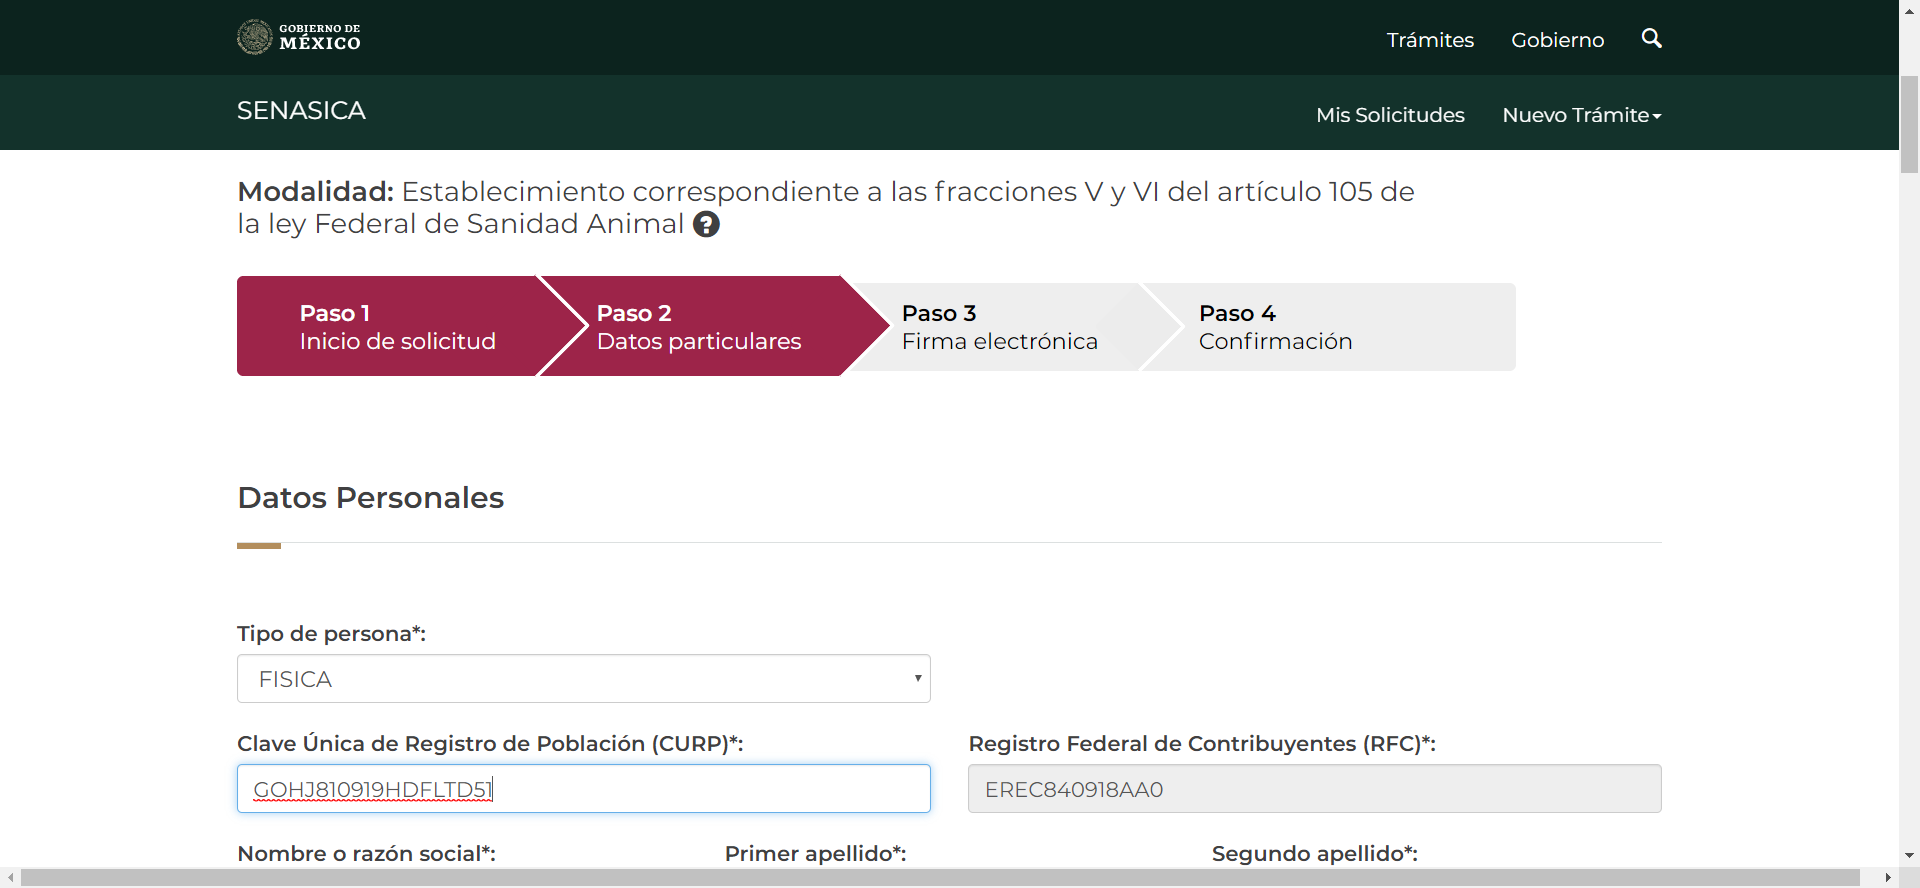 GOBIERNO DE
MÉXICO
Trámites
Gobierno
SENASICA
Mis Solicitudes
Nuevo Trámite
Modalidad: Establecimiento correspondiente a las fracciones V y VI del artículo 105 de
la ley Federal de Sanidad Animal ?
Paso 1
Inicio de solicitud
Paso 2
Datos particulares
Paso 3
Firma electrónica
Paso 4
Confirmación
Datos Personales
Tipo de persona*:
FISICA
Clave Única de Registro de Población (CURP)*:
Registro Federal de Contribuyentes (RFC)*:
GOHJ810919HDFLTD51
EREC840918AA0
Nombre o razón social*:
Primer apellido*:
Segundo apellido*: